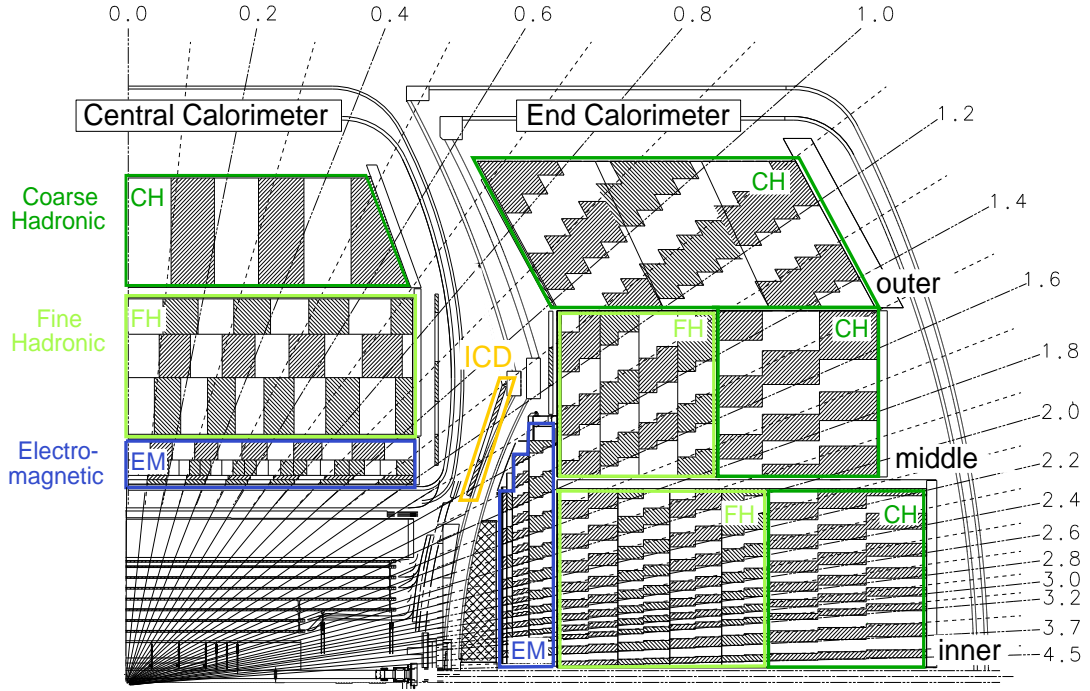 0.0 0.2 0.4 0.6 0.8 1.0
Central Calorimeter
End Calorimeter
1.2
Coarse
Hadronic
CH
CH
1.4
outer
1.6
Fine
Hadronic
FH
ICD
FH
CH
1.8
2.0
Electro-
magnetic
EM
middle
2.2
2.4
FH
CH
2.6
2.8
3.0
3.2
3.7
EM
inner
4.5